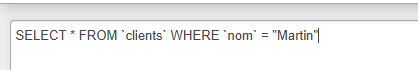 SELECT * FROM `clients` WHERE `nom` = "Martin"